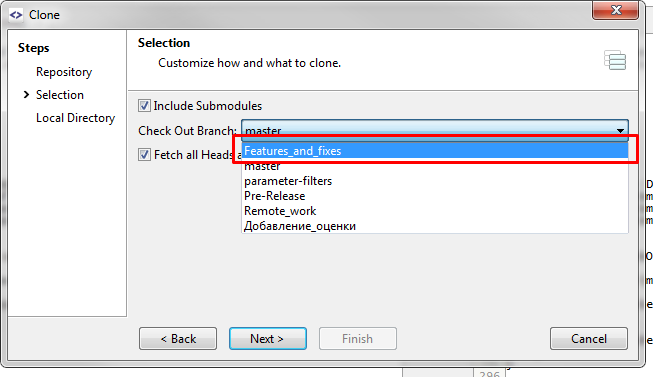 Clone
Steps
Repository
Selection
Local Directory
Selection
Customize how and what to clone.
Include Submodules
Check Out Branch: master
Fetch all Heads
Features_and_fixes
master
parameter-filters
Pre-Release
Remote_work
Добавление_оценки
< Back
Next >
Finish
Cancel
296